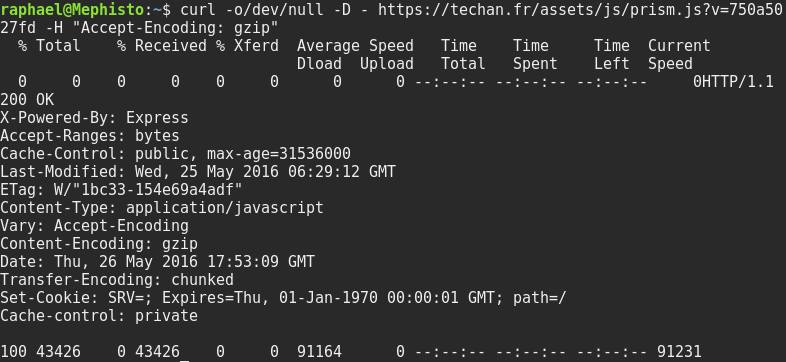 raphael@Mephisto:~$ curl -o/dev/null -D - https://techan.fr/assets/js/prism.js?v=750a50
27fd -H "Accept-Encoding: gzip"
  % Total    % Received % Xferd  Average Speed   Time    Time     Time  Current
                                 Dload  Upload   Total   Spent    Left  Speed
  0     0    0     0    0     0      0      0 --:--:-- --:--:-- --:--:--     0HTTP/1.1
200 OK
X-Powered-By: Express
Accept-Ranges: bytes
Cache-Control: public, max-age=31536000
Last-Modified: Wed, 25 May 2016 06:29:12 GMT
ETag: W/"1bc33-154e69a4adf"
Content-Type: application/javascript
Vary: Accept-Encoding
Content-Encoding: gzip
Date: Thu, 26 May 2016 17:53:09 GMT
Transfer-Encoding: chunked
Set-Cookie: SRV=; Expires=Thu, 01-Jan-1970 00:00:01 GMT; path=/
Cache-control: private
100 43426    0 43426    0     0  91164      0 --:--:-- --:--:-- --:--:-- 91231